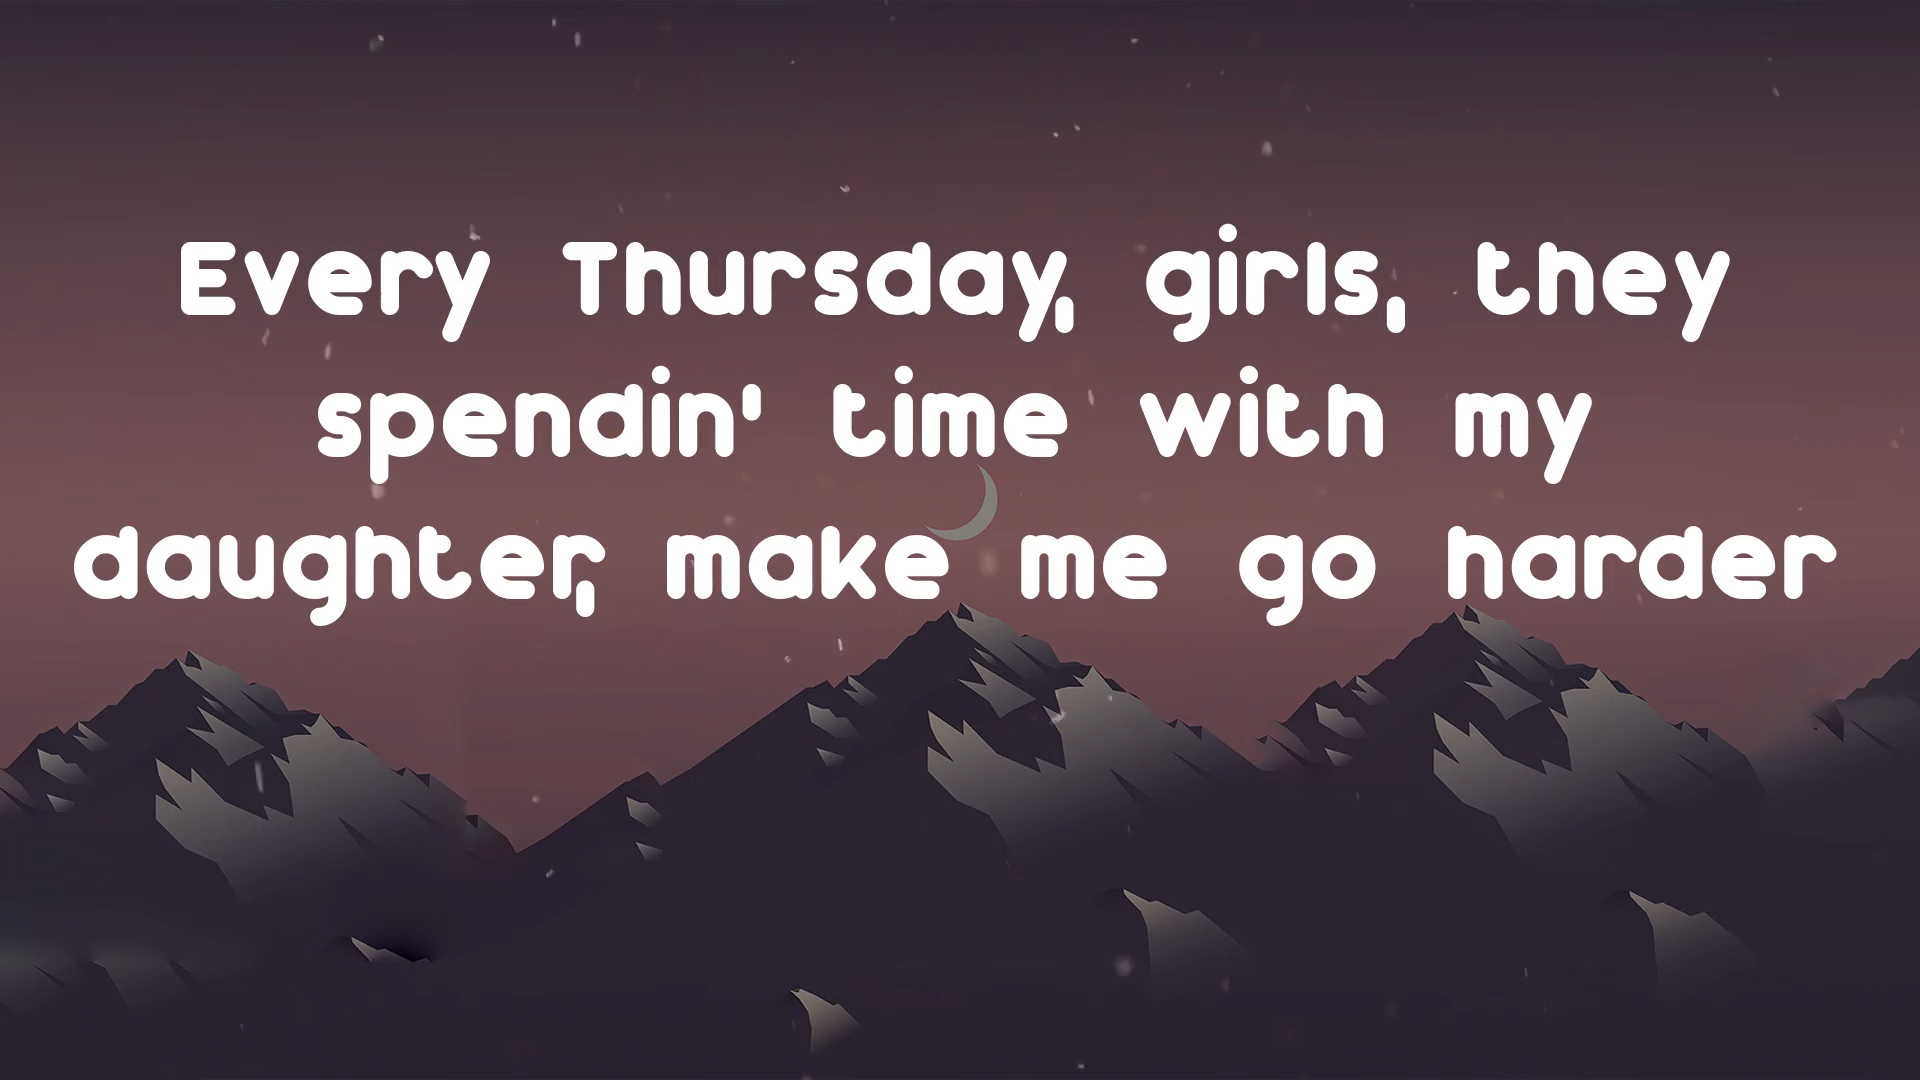 Every Thursday, girls, they
spendin' time with my
daughter, make me go harder